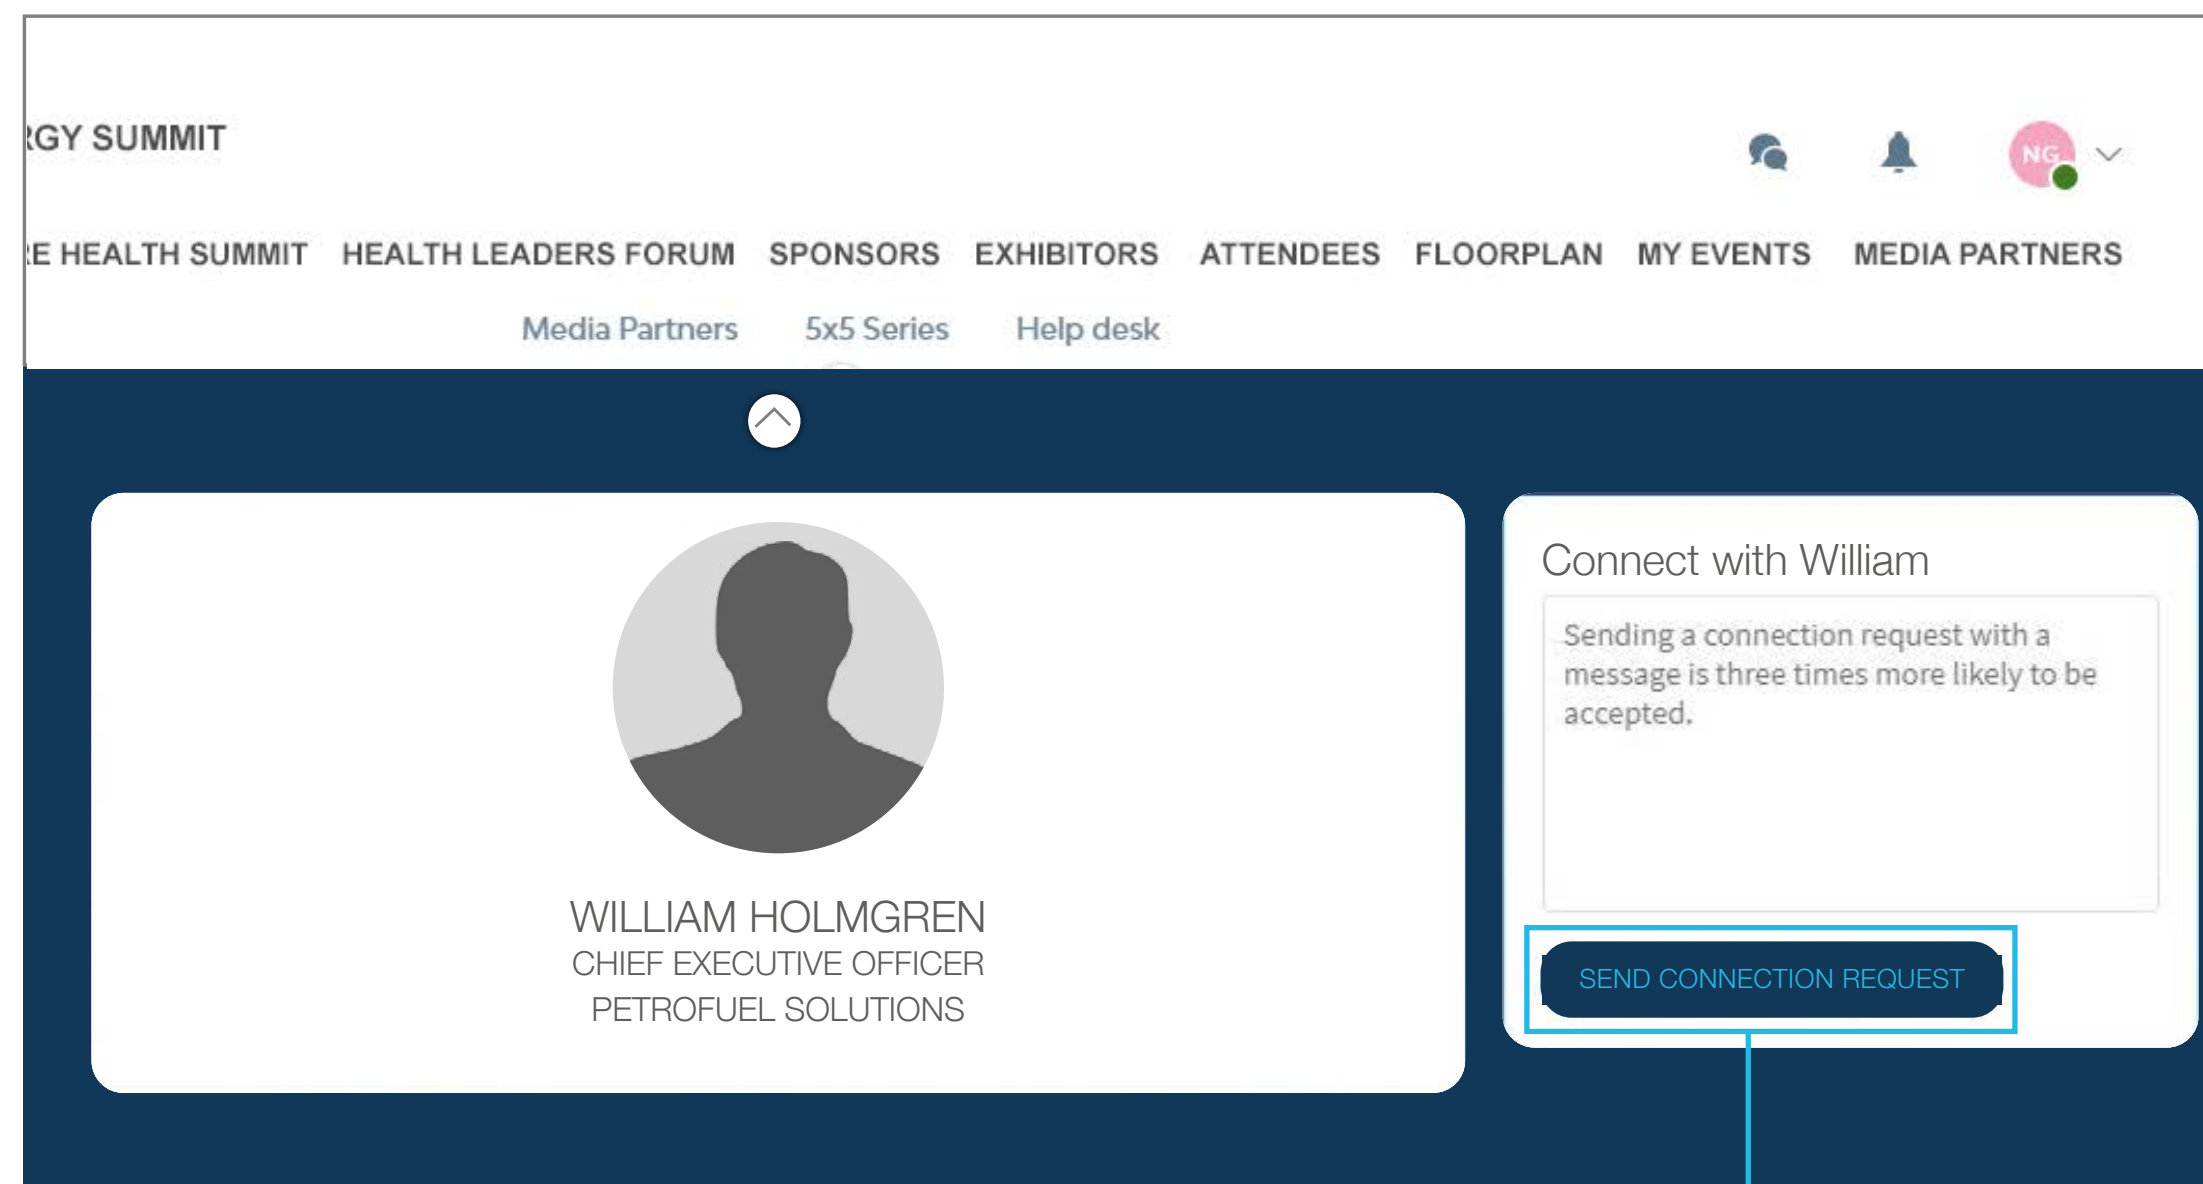 RGY SUMMIT
NG
RE HEALTH SUMMIT HEALTH LEADERS FORUM SPONSORS EXHIBITORS ATTENDEES FLOORPLAN MY EVENTS MEDIA PARTNERS
Media Partners 5x5 Series Help desk
WILLIAM HOLMGREN
CHIEF EXECUTIVE OFFICER
PETROFUEL SOLUTIONS
Connect with William
Sending a connection request with a
message is three times more likely to be
accepted.
SEND CONNECTION REQUEST